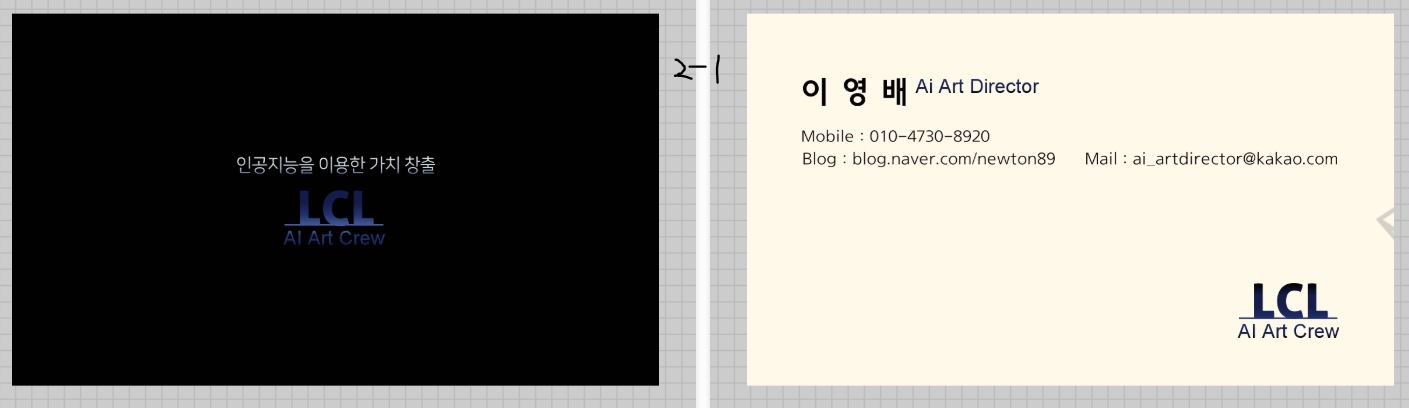 인공지능을 이용한 가치 창출
LCL
AI Art Crew
2-1
이 영 배 Ai Art Director
Mobile : 010-4730-8920
Blog : blog.naver.com/newton89 Mail : ai_artdirector@kakao.com
LCL
AI Art Crew